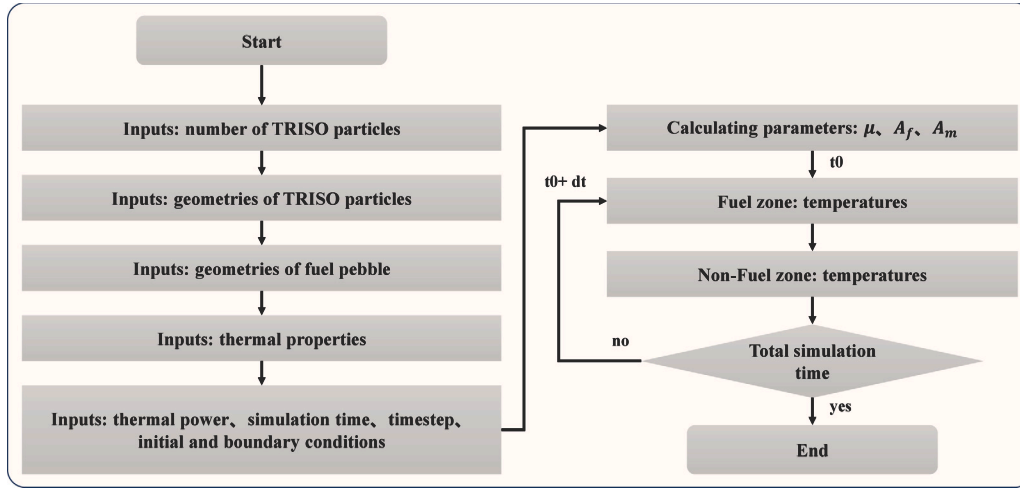 Start
Inputs: number of TRISO particles
Inputs: geometries of TRISO particles
Inputs: geometries of fuel pebble
Inputs: thermal properties
Inputs: thermal power、simulation time、timestep、
initial and boundary conditions
Calculating parameters: μ、A_f、A_m
t0
t0+ dt
Fuel zone: temperatures
Non-Fuel zone: temperatures
no
Total simulation
time
yes
End